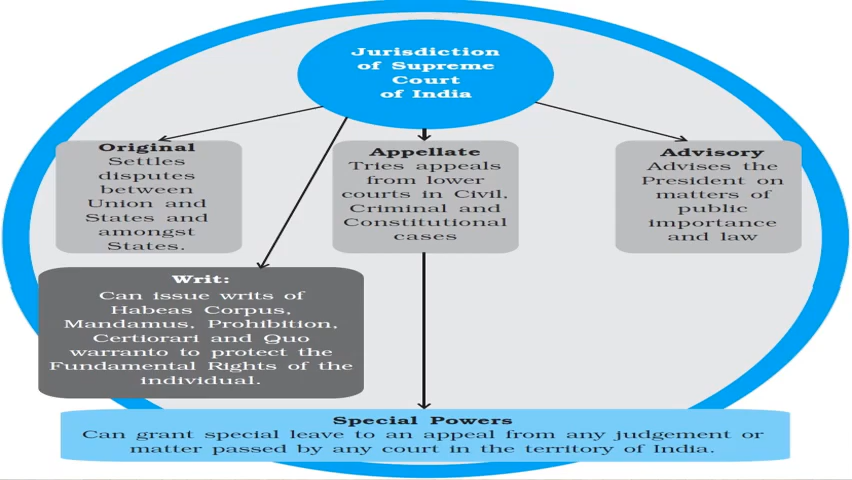 Jurisdiction
of Supreme
Court
of India
Original
Settles
disputes
between
Union and
States and
amongst
States.
Appellate
Tries appeals
from lower
courts in Civil,
Criminal and
Constitutional
cases
Advisory
Advises the
President on
matters of
public
importance
and law
Writ:
Can issue writs of
Habeas Corpus,
Mandamus, Prohibition,
Certiorari and Quo
warranto to protect the
Fundamental Rights of the
individual.
Special Powers
Can grant special leave to an appeal from any judgement or
matter passed by any court in the territory of India.